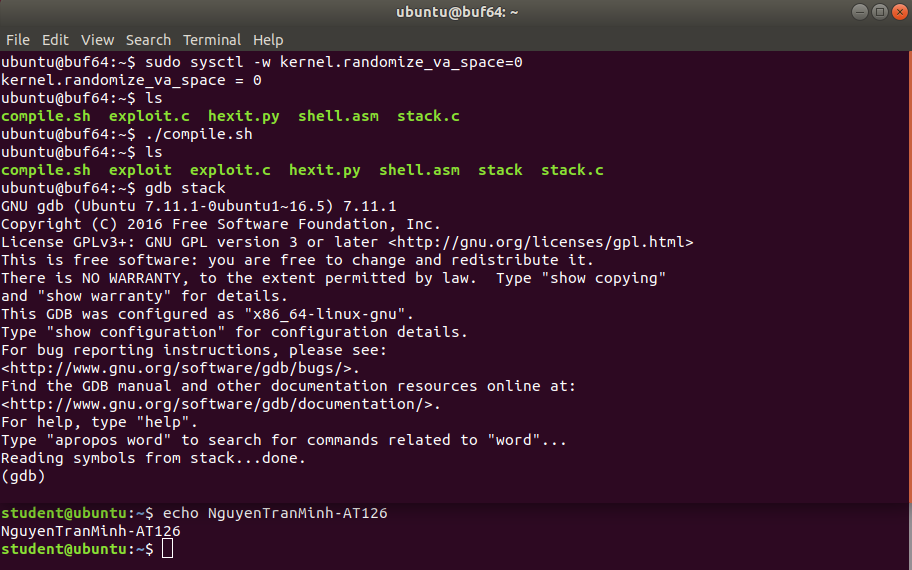 ubuntu@buf64: ~
File Edit View Search Terminal Help
ubuntu@buf64:~$ sudo sysctl -w kernel.randomize_va_space=0
kernel.randomize_va_space = 0
ubuntu@buf64:~$ ls
compile.sh  exploit.c  hexit.py  shell.asm  stack.c
ubuntu@buf64:~$ ./compile.sh
ubuntu@buf64:~$ ls
compile.sh  exploit  exploit.c  hexit.py  shell.asm  stack  stack.c
ubuntu@buf64:~$ gdb stack
GNU gdb (Ubuntu 7.11.1-0ubuntu1~16.5) 7.11.1
Copyright (C) 2016 Free Software Foundation, Inc.
License GPLv3+: GNU GPL version 3 or later <http://gnu.org/licenses/gpl.html>
This is free software: you are free to change and redistribute it.
There is NO WARRANTY, to the extent permitted by law.  Type "show copying"
and "show warranty" for details.
This GDB was configured as "x86_64-linux-gnu".
Type "show configuration" for configuration details.
For bug reporting instructions, please see:
<http://www.gnu.org/software/gdb/bugs/>.
Find the GDB manual and other documentation resources online at:
<http://www.gnu.org/software/gdb/documentation/>.
For help, type "help".
Type "apropos word" to search for commands related to "word"...
Reading symbols from stack...done.
(gdb)
student@ubuntu:~$ echo NguyenTranMinh-AT126
NguyenTranMinh-AT126
student@ubuntu:~$